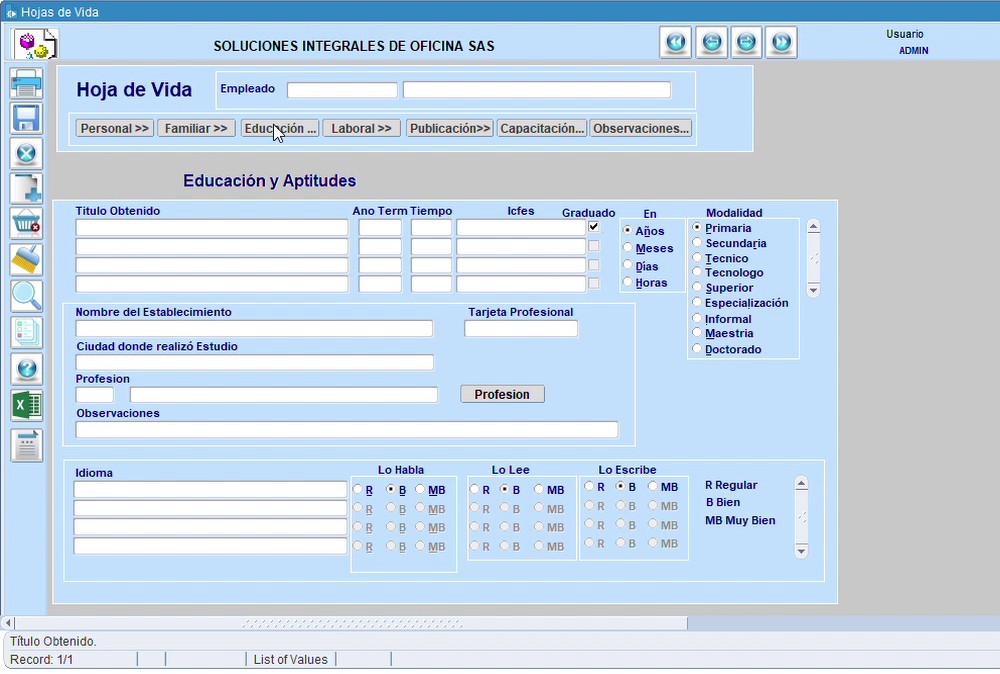 Hojas de Vida
SOLUCIONES INTEGRALES DE OFICINA SAS
Usuario
ADMIN
Hoja de Vida
Empleado
Personal >> Familiar >> Educación ... Laboral >> Publicación>> Capacitación... Observaciones...
Educación y Aptitudes
Titulo Obtenido Ano Term Tiempo Icfes Graduado En Modalidad
Años
Meses
Días
Horas
Primaria
Secundaria
Tecnico
Tecnologo
Superior
Especialización
Informal
Maestria
Doctorado
Nombre del Establecimiento Tarjeta Profesional
Ciudad donde realizó Estudio
Profesion
Profesion
Observaciones
Idioma Lo Habla Lo Lee Lo Escribe
R B MB R B MB R B MB
R B MB R B MB R B MB
R B MB R B MB R B MB
R B MB R B MB R B MB
R Regular
B Bien
MB Muy Bien
Título Obtenido.
Record: 1/1 List of Values